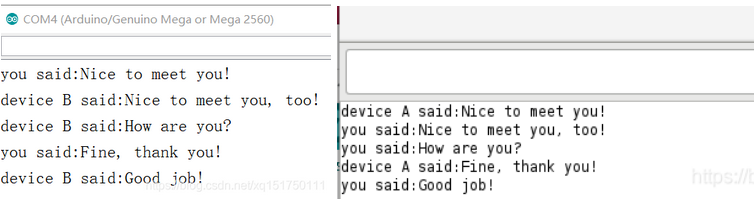 COM4 (Arduino/Genuino Mega or Mega 2560)
you said:Nice to meet you!
device B said:Nice to meet you, too!
device B said:How are you?
you said:Fine, thank you!
device B said:Good job!
https://blog.csdn.net/xq151750111
device A said:Nice to meet you!
you said:Nice to meet you, too!
you said:How are you?
device A said:Fine, thank you!
you said:Good job!
https://b